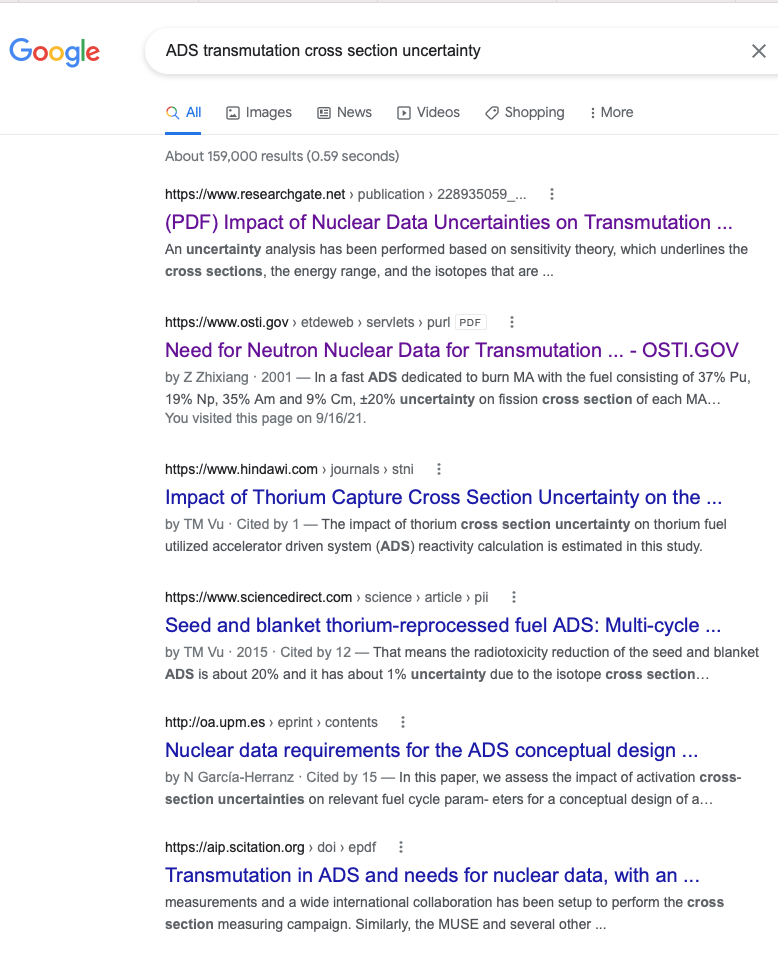 Google
ADS transmutation cross section uncertainty
All Images News Videos Shopping More
About 159,000 results (0.59 seconds)
https://www.researchgate.net › publication › 228935059_...
(PDF) Impact of Nuclear Data Uncertainties on Transmutation ...
An uncertainty analysis has been performed based on sensitivity theory, which underlines the
cross sections, the energy range, and the isotopes that are ...
https://www.osti.gov › etdeweb › servlets › purl PDF
Need for Neutron Nuclear Data for Transmutation ... - OSTI.GOV
by Z Zhixiang · 2001 — In a fast ADS dedicated to burn MA with the fuel consisting of 37% Pu,
19% Np, 35% Am and 9% Cm, ±20% uncertainty on fission cross section of each MA…
You visited this page on 9/16/21.
https://www.hindawi.com › journals › stni
Impact of Thorium Capture Cross Section Uncertainty on the ...
by TM Vu · Cited by 1 — The impact of thorium cross section uncertainty on thorium fuel
utilized accelerator driven system (ADS) reactivity calculation is estimated in this study.
https://www.sciencedirect.com › science › article › pii
Seed and blanket thorium-reprocessed fuel ADS: Multi-cycle ...
by TM Vu · 2015 · Cited by 12 — That means the radiotoxicity reduction of the seed and blanket
ADS is about 20% and it has about 1% uncertainty due to the isotope cross section…
http://oa.upm.es › eprint › contents
Nuclear data requirements for the ADS conceptual design ...
by N García-Herranz · Cited by 15 — In this paper, we assess the impact of activation cross-
section uncertainties on relevant fuel cycle param- eters for a conceptual design of a…
https://aip.scitation.org › doi › epdf
Transmutation in ADS and needs for nuclear data, with an ...
measurements and a wide international collaboration has been setup to perform the cross
section measuring campaign. Similarly, the MUSE and several other ...